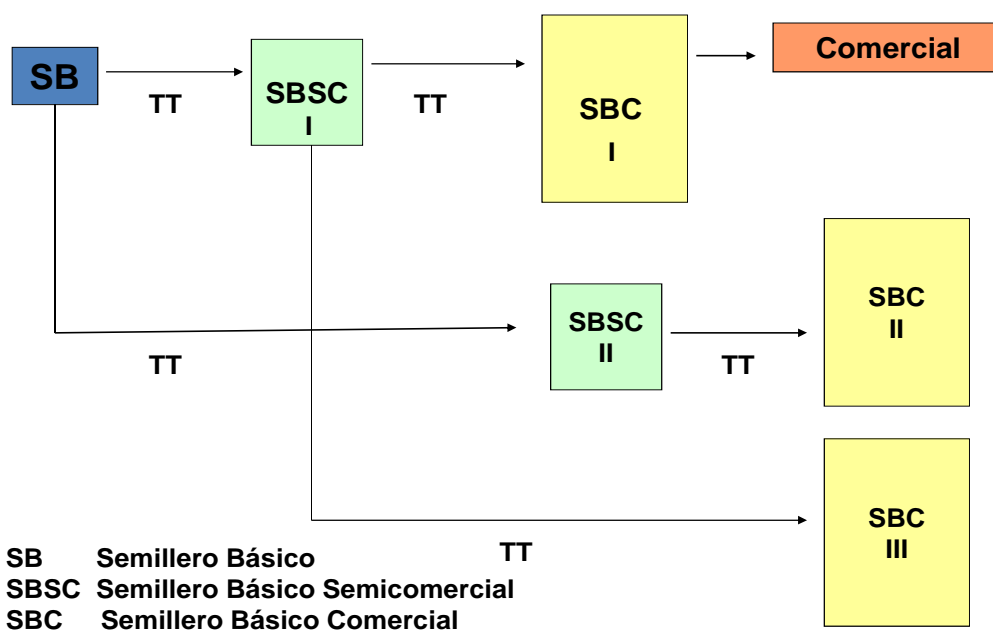 SB
TT
SBSC
I
TT
SBC
I
Comercial
TT
SBSC
II
TT
SBC
II
TT
SBC
III
SB Semillero Básico
SBSC Semillero Básico Semicomercial
SBC Semillero Básico Comercial